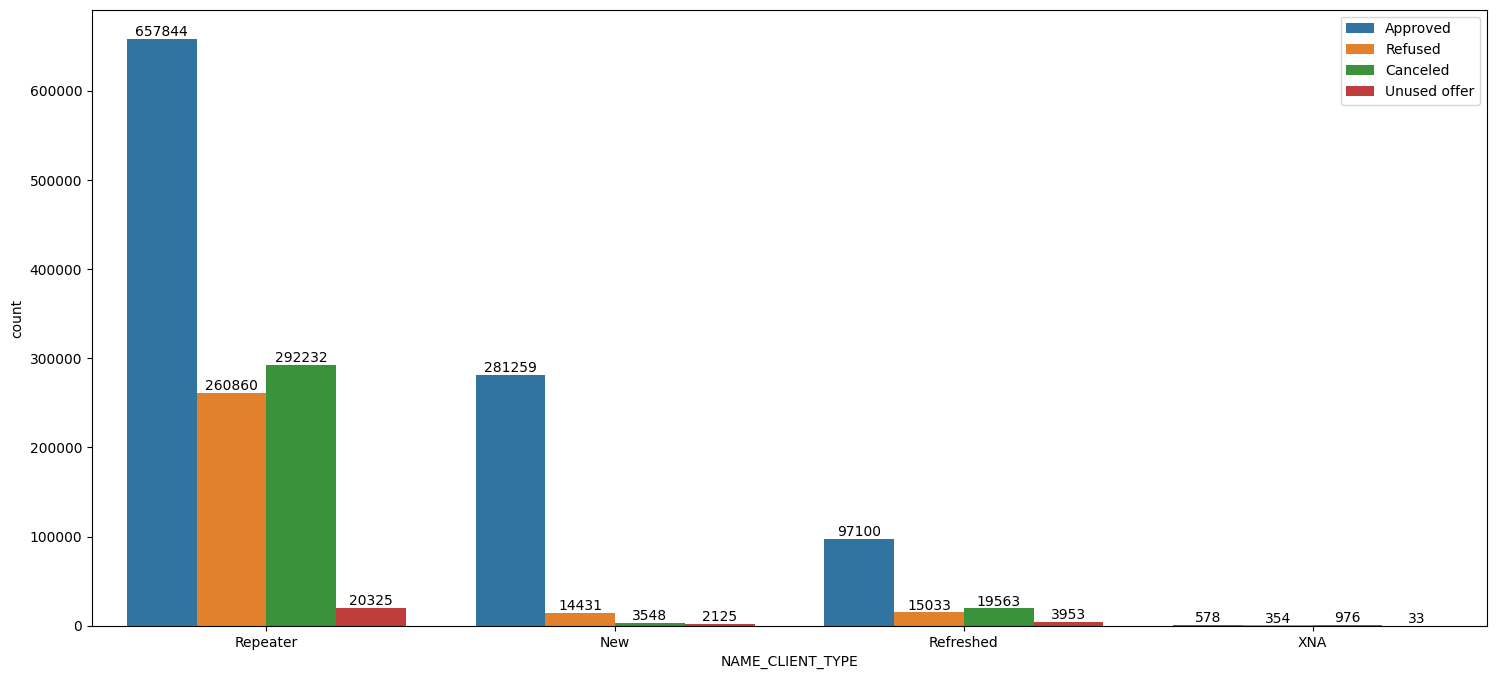 Approved
Refused
Canceled
Unused offer
count
600000
500000
400000
300000
200000
100000
0
657844
260860
292232
20325
281259
14431
3548
2125
97100
15033
19563
3953
578
354
976
33
Repeater
New
Refreshed
XNA
NAME_CLIENT_TYPE